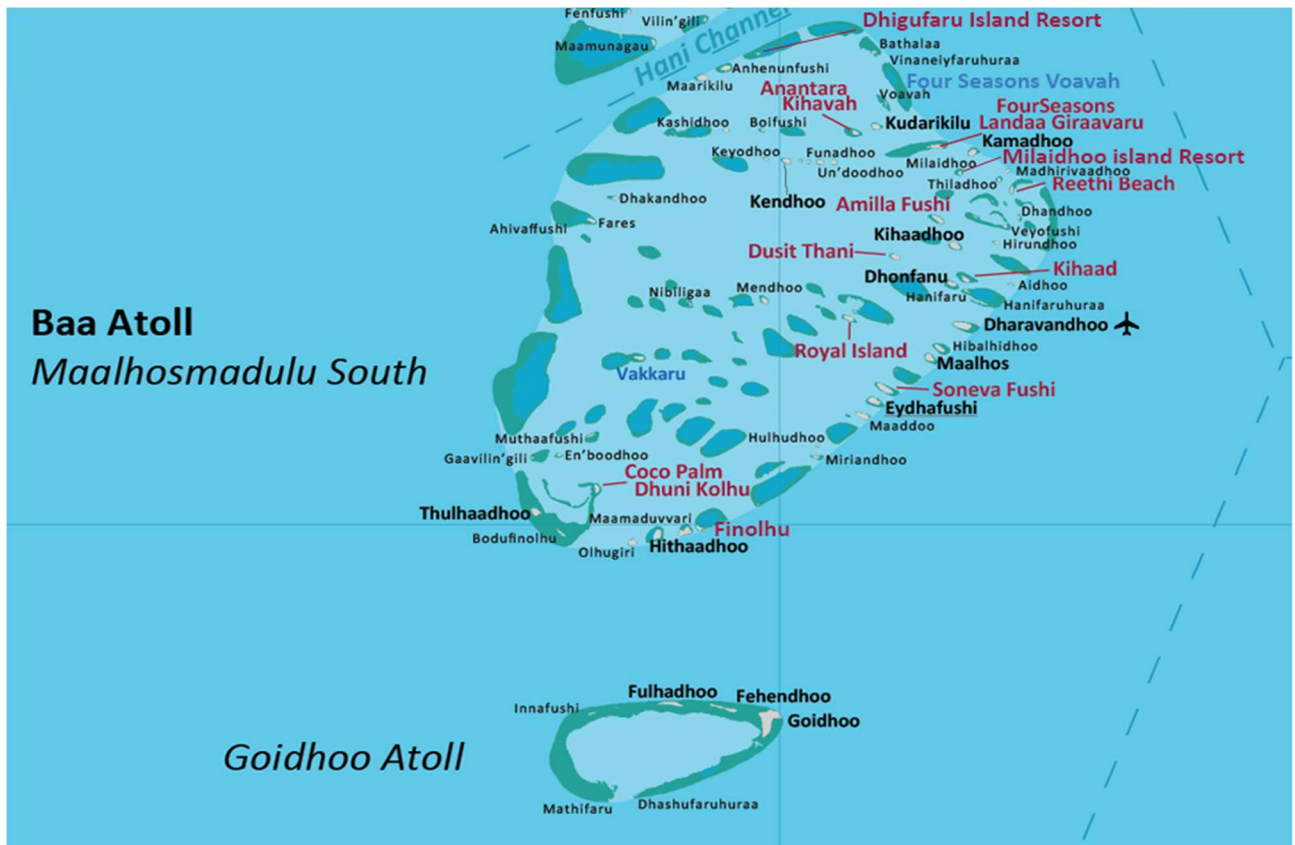 Fenfushi
Vilin'gili
Maamunagau
Hani Channel
Dhigufaru Island Resort
Bathalaa
Vinaneiyfaruhuraa
Anhenunfushi
Maarikilu
Four Seasons Voavah
Voavah
Anantara
Kihavah
FourSeasons
Landaa Giraavaru
Kashidhoo
Boifushi
Kudarikilu
Kamadhoo
Keyodhoo
Funadhoo
Un'doodhoo
Milaidhoo
Milaidhoo island Resort
Madhirivaadhoo
Thiladhoo
Reethi Beach
Dhakandhoo
Kendhoo
Amilla Fushi
Dhandhoo
Ahivaffushi
Fares
Kihaadhoo
Veyofushi
Hirundhoo
Dusit Thani
Dhonfanu
Kihaad
Nibiligaa
Mendhoo
Hanifaru
Aidhoo
Hanifaruhuraa
Baa Atoll
Maalhosmadulu South
Dharavandhoo
Royal Island
Hibalhidhoo
Maalhos
Vakkaru
Soneva Fushi
Eydhafushi
Maaddoo
Muthaafushi
Hulhudhoo
Gaavilin'gili
En'boodhoo
Miriandhoo
Coco Palm
Dhuni Kolhu
Thulhaadhoo
Maamaduvvari
Finolhu
Bodufinolhu
Olhugiri
Hithaadhoo
Fulhadhoo
Fehendhoo
Innafushi
Goidhoo
Goidhoo Atoll
Mathifaru
Dhashufaruhuraa